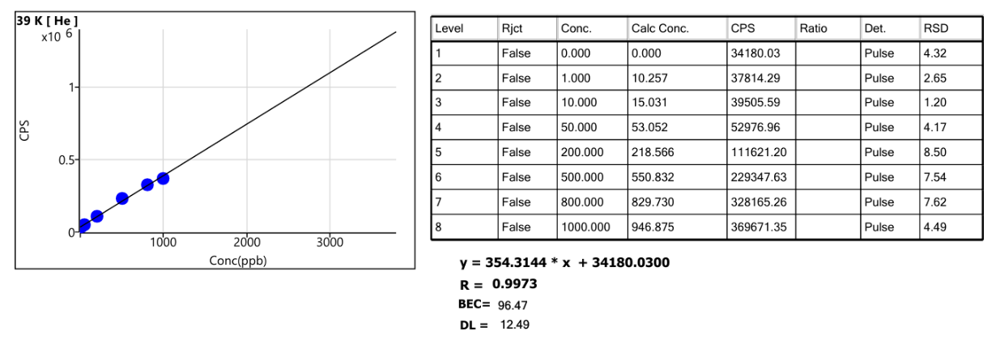 39 K [ He ]
x10 6
1
0.5
0
1000 2000 3000
CPS
Conc(ppb)
Level Rjct Conc. Calc Conc. CPS Ratio Det. RSD
1 False 0.000 0.000 34180.03 Pulse 4.32
2 False 1.000 10.257 37814.29 Pulse 2.65
3 False 10.000 15.031 39505.59 Pulse 1.20
4 False 50.000 53.052 52976.96 Pulse 4.17
5 False 200.000 218.566 111621.20 Pulse 8.50
6 False 500.000 550.832 229347.63 Pulse 7.54
7 False 800.000 829.730 328165.26 Pulse 7.62
8 False 1000.000 946.875 369671.35 Pulse 4.49
y = 354.3144 * x + 34180.0300
R = 0.9973
BEC= 96.47
DL = 12.49